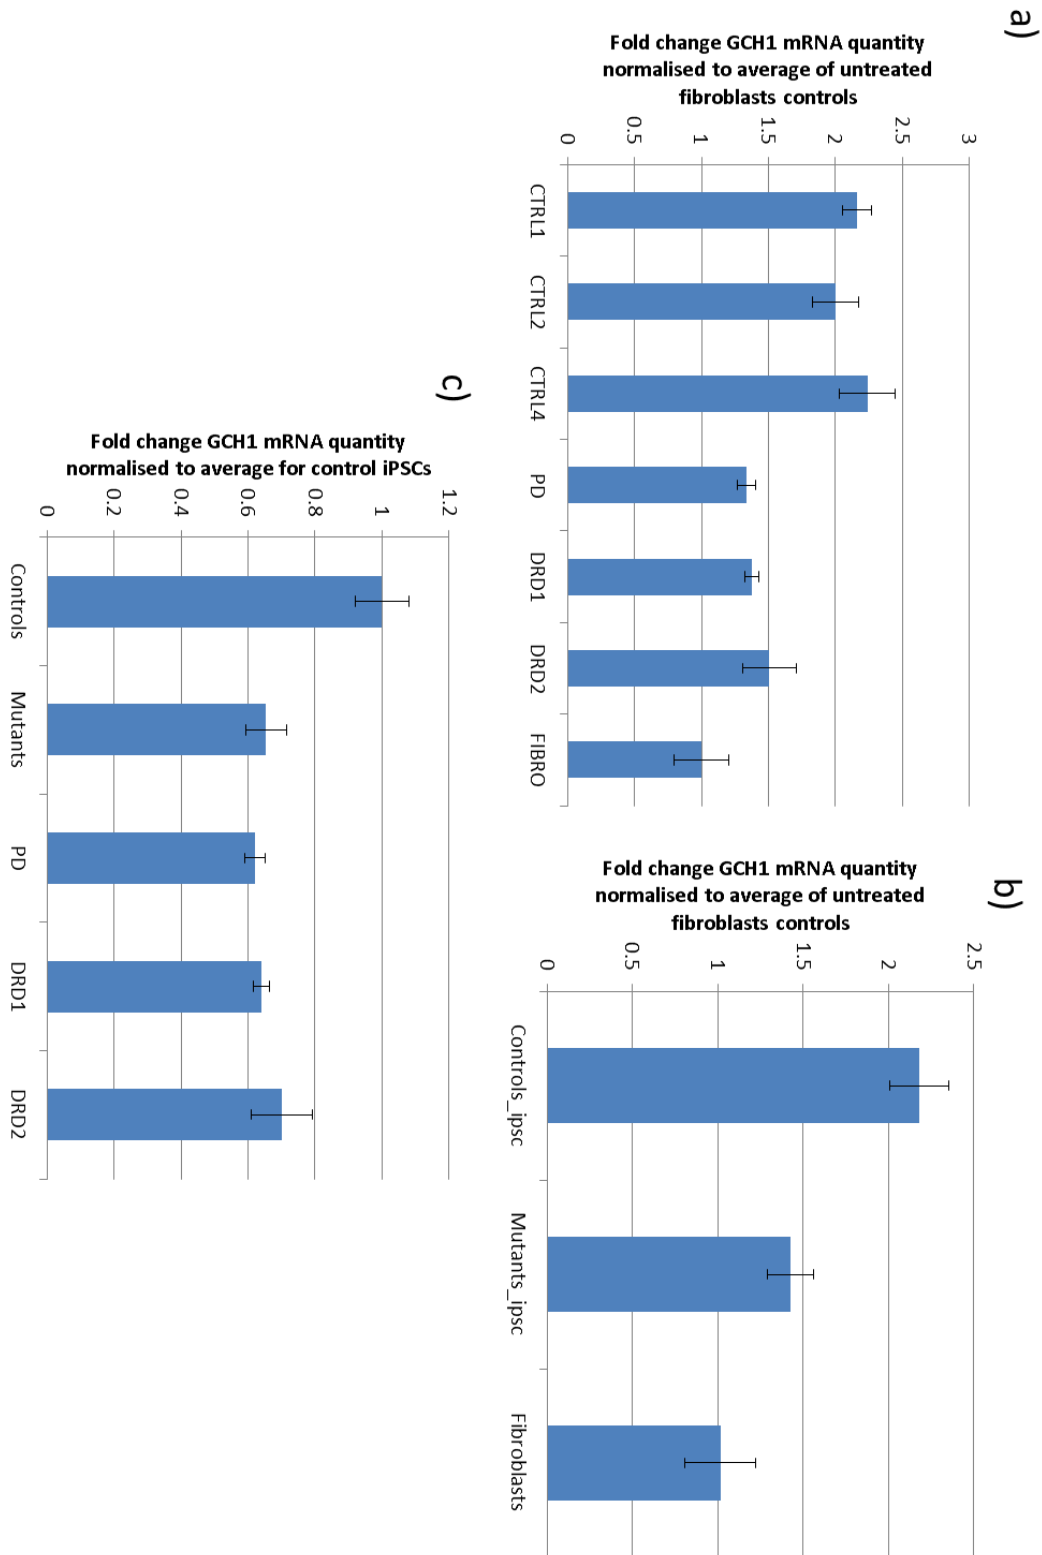 a)
Fold change GCH1 mRNA quantity
normalised to average of untreated
fibroblasts controls
0
0.5
1
1.5
2
2.5
3
CTRL1
CTRL2
CTRL4
PD
DRD1
DRD2
FIBRO
b)
Fold change GCH1 mRNA quantity
normalised to average of untreated
fibroblasts controls
0
0.5
1
1.5
2
2.5
Controls_ipsc
Mutants_ipsc
Fibroblasts
c)
Fold change GCH1 mRNA quantity
normalised to average for control iPSCs
0
0.2
0.4
0.6
0.8
1
1.2
Controls
Mutants
PD
DRD1
DRD2